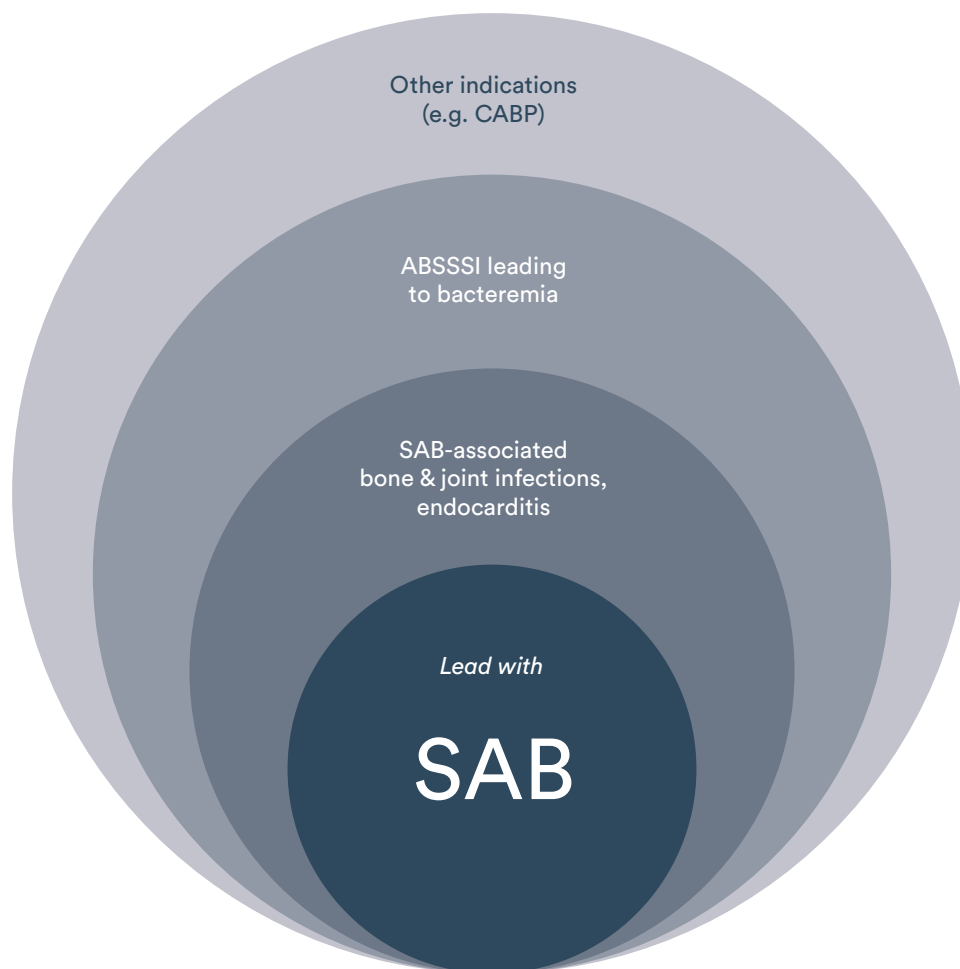 Other indications
(e.g. CABP)
ABSSSI leading
to bacteremia
SAB-associated
bone & joint infections,
endocarditis
Lead with
SAB